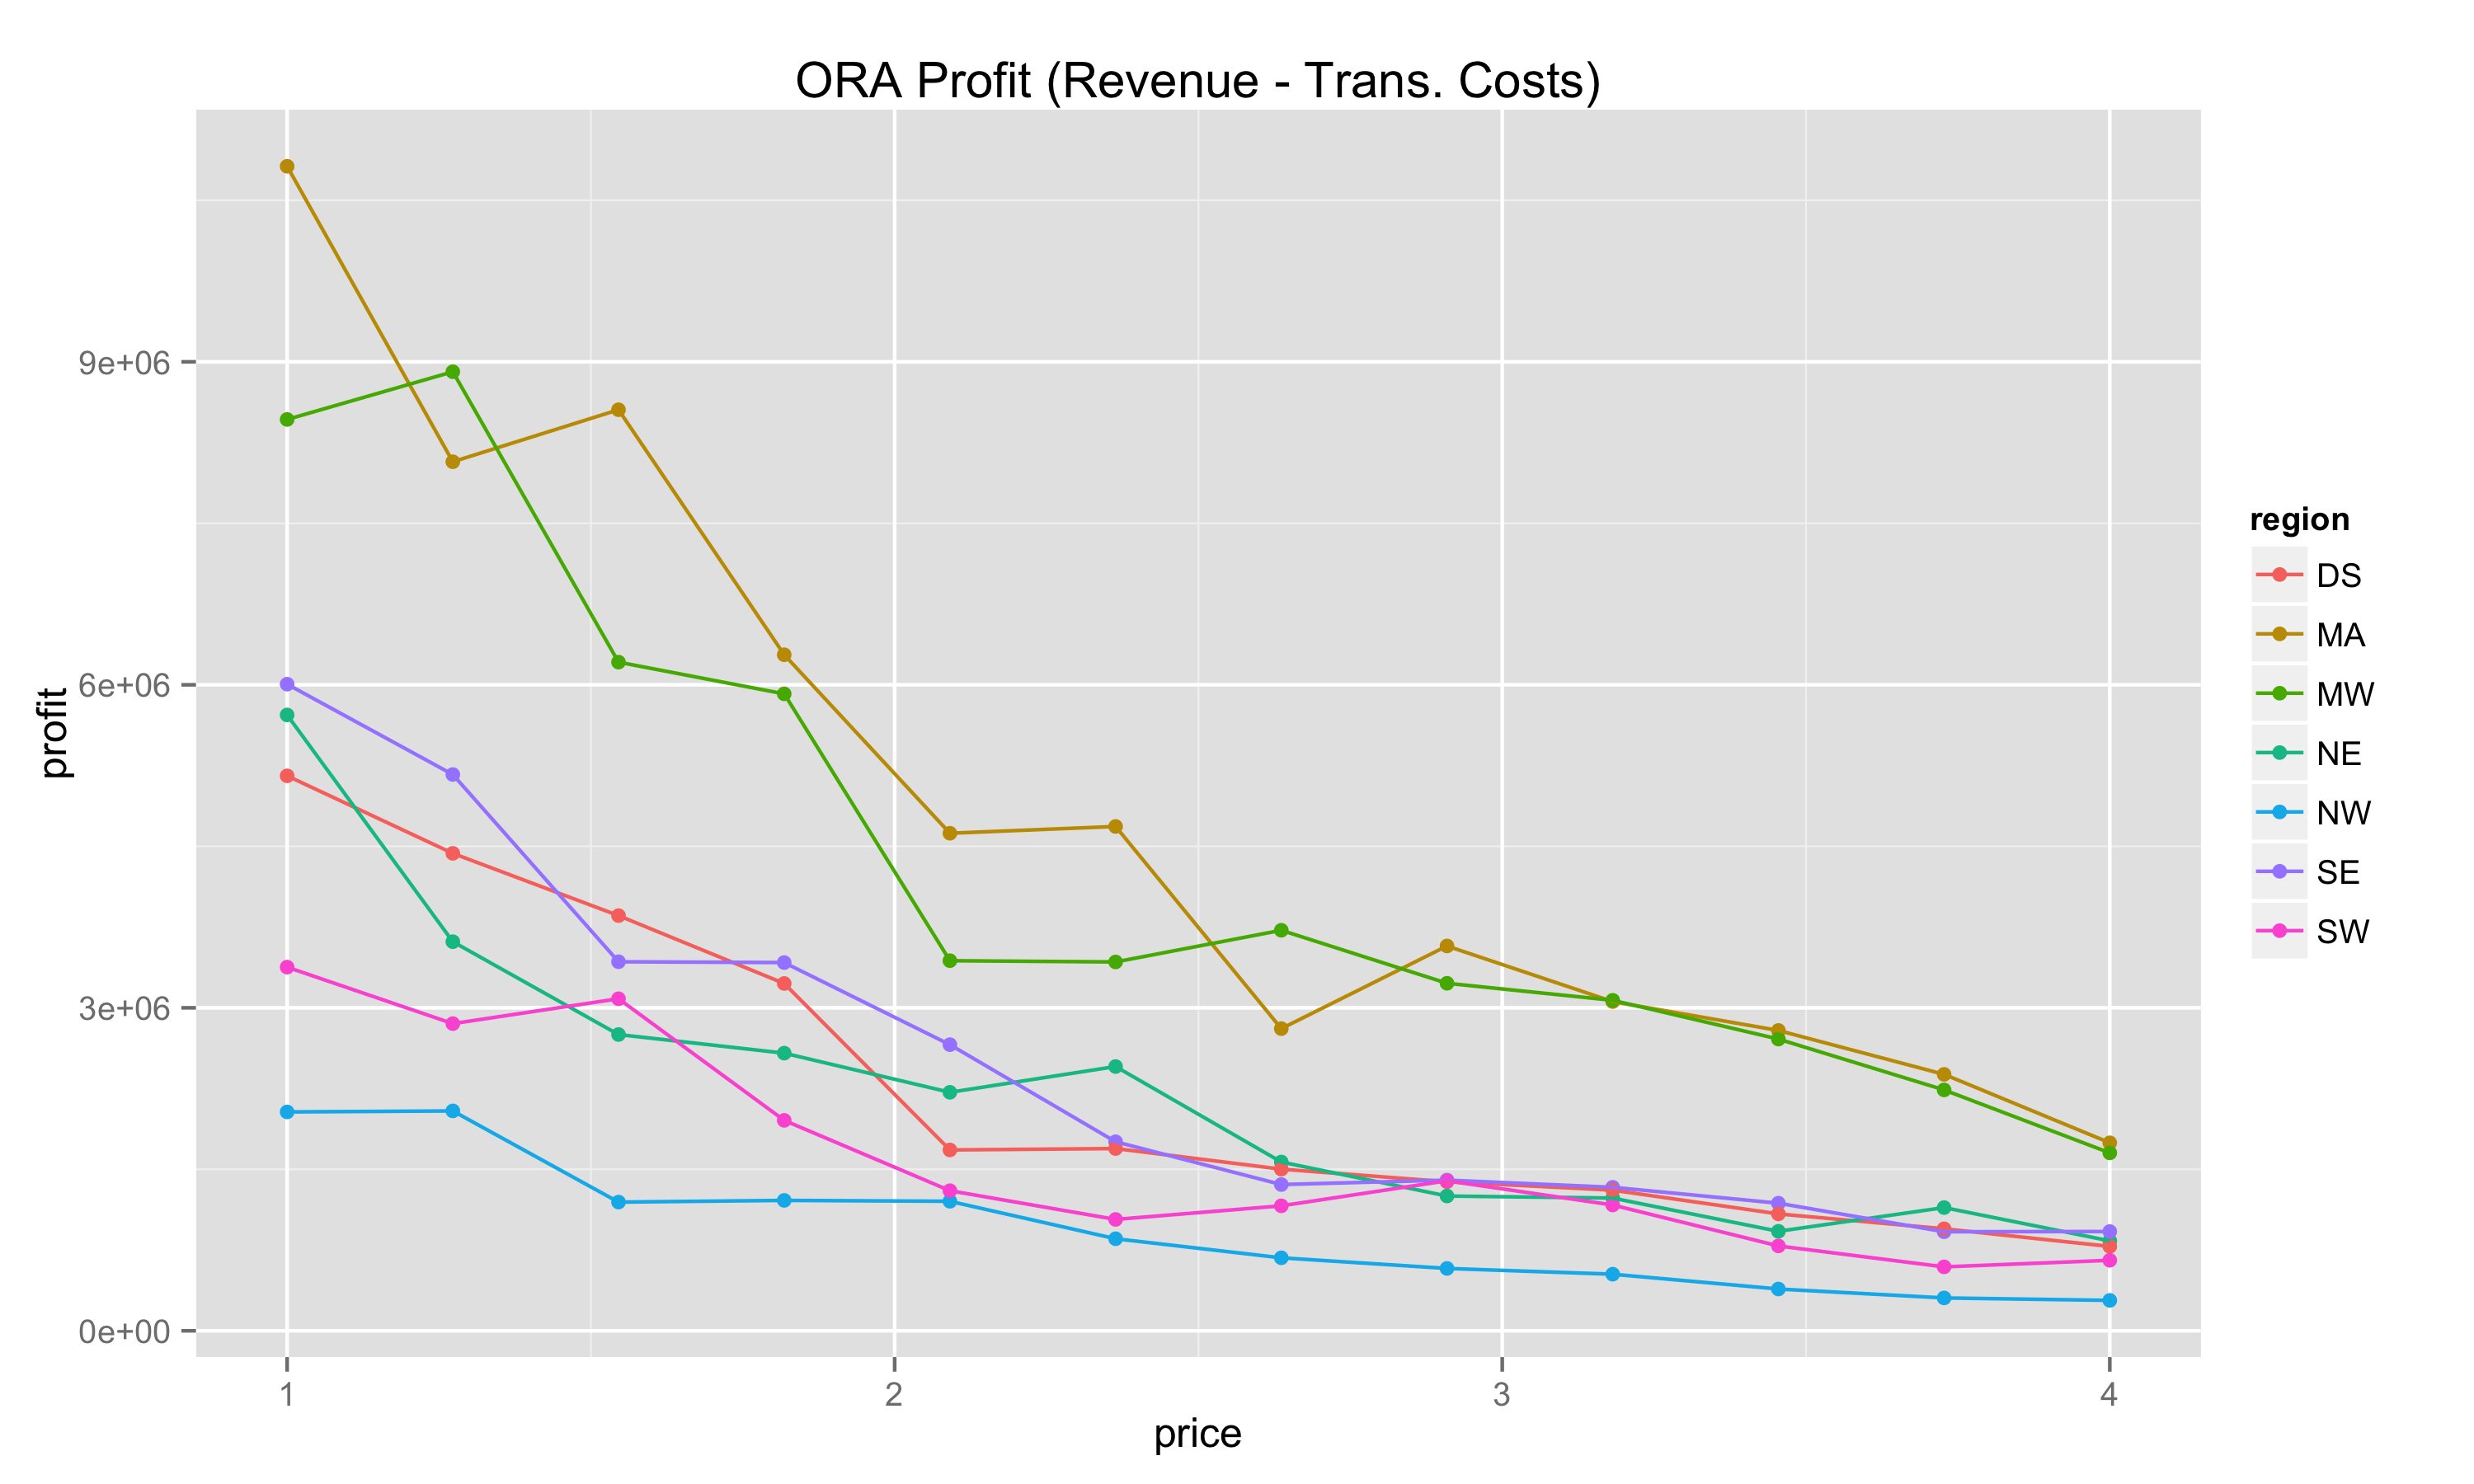 ORA Profit (Revenue - Trans. Costs)
9e+06
6e+06
3e+06
0e+00
profit
1
2
3
4
price
region
DS
MA
MW
NE
NW
SE
SW